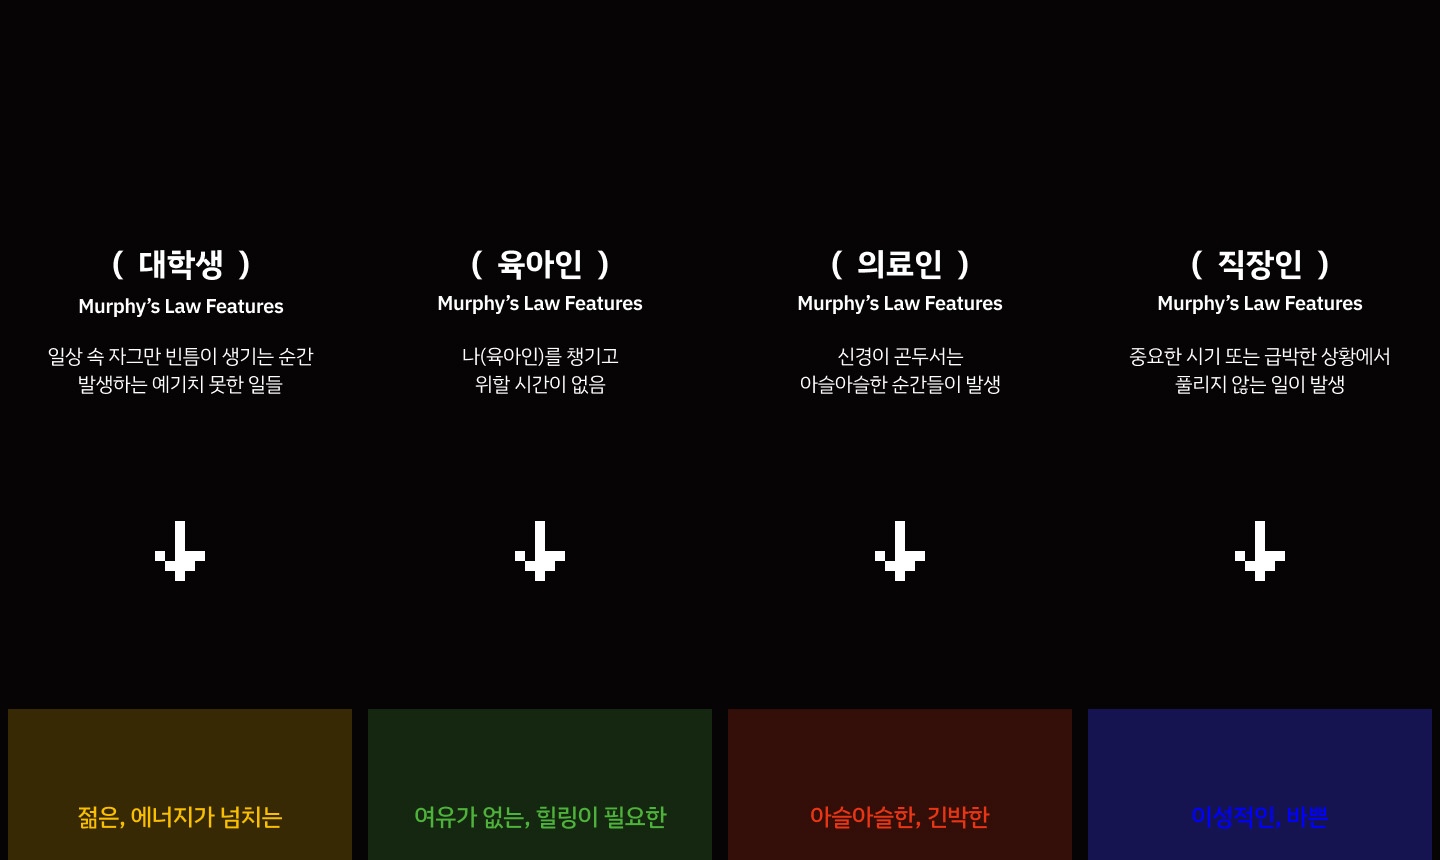 ( 대학생 )
Murphy's Law Features
일상 속 자그만 빈틈이 생기는 순간
발생하는 예기치 못한 일들
( 육아인 )
Murphy's Law Features
나(육아인)를 챙기고
위할 시간이 없음
( 의료인 )
Murphy's Law Features
신경이 곤두서는
아슬아슬한 순간들이 발생
( 직장인 )
Murphy's Law Features
중요한 시기 또는 급박한 상황에서
풀리지 않는 일이 발생
젊은, 에너지가 넘치는
여유가 없는, 힐링이 필요한
아슬아슬한, 긴박한
이성적인, 바쁜